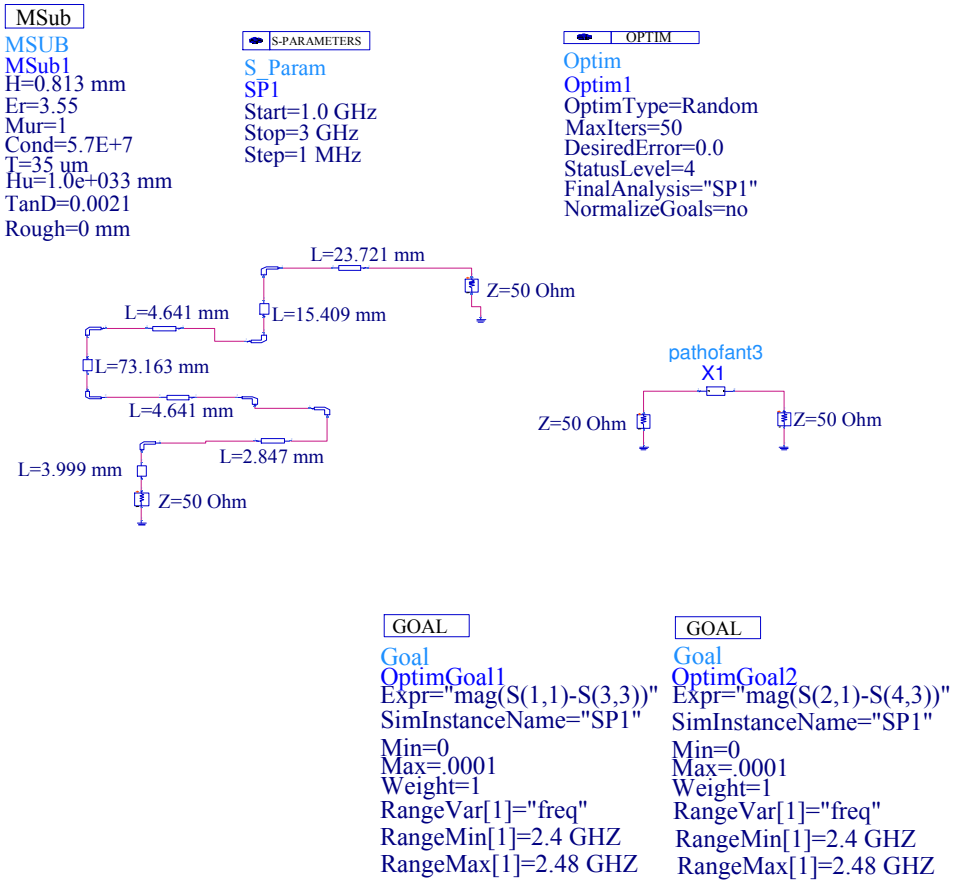 MSub
MSUB
MSub1
H=0.813 mm
Er=3.55
Mur=1
Cond=5.7E+7
T=35 um
Hu=1.0e+033 mm
TanD=0.0021
Rough=0 mm
S-PARAMETERS
S_Param
SP1
Start=1.0 GHz
Stop=3 GHz
Step=1 MHz
OPTIM
Optim
Optim1
OptimType=Random
MaxIters=50
DesiredError=0.0
StatusLevel=4
FinalAnalysis="SP1"
NormalizeGoals=no
L=23.721 mm
Z=50 Ohm
L=4.641 mm
L=15.409 mm
L=73.163 mm
L=4.641 mm
L=2.847 mm
L=3.999 mm
Z=50 Ohm
pathofant3
X1
Z=50 Ohm
Z=50 Ohm
GOAL
Goal
OptimGoal1
Expr="mag(S(1,1)-S(3,3))"
SimInstanceName="SP1"
Min=0
Max=.0001
Weight=1
RangeVar[1]="freq"
RangeMin[1]=2.4 GHZ
RangeMax[1]=2.48 GHZ
GOAL
Goal
OptimGoal2
Expr="mag(S(2,1)-S(4,3))"
SimInstanceName="SP1"
Min=0
Max=.0001
Weight=1
RangeVar[1]="freq"
RangeMin[1]=2.4 GHZ
RangeMax[1]=2.48 GHZ